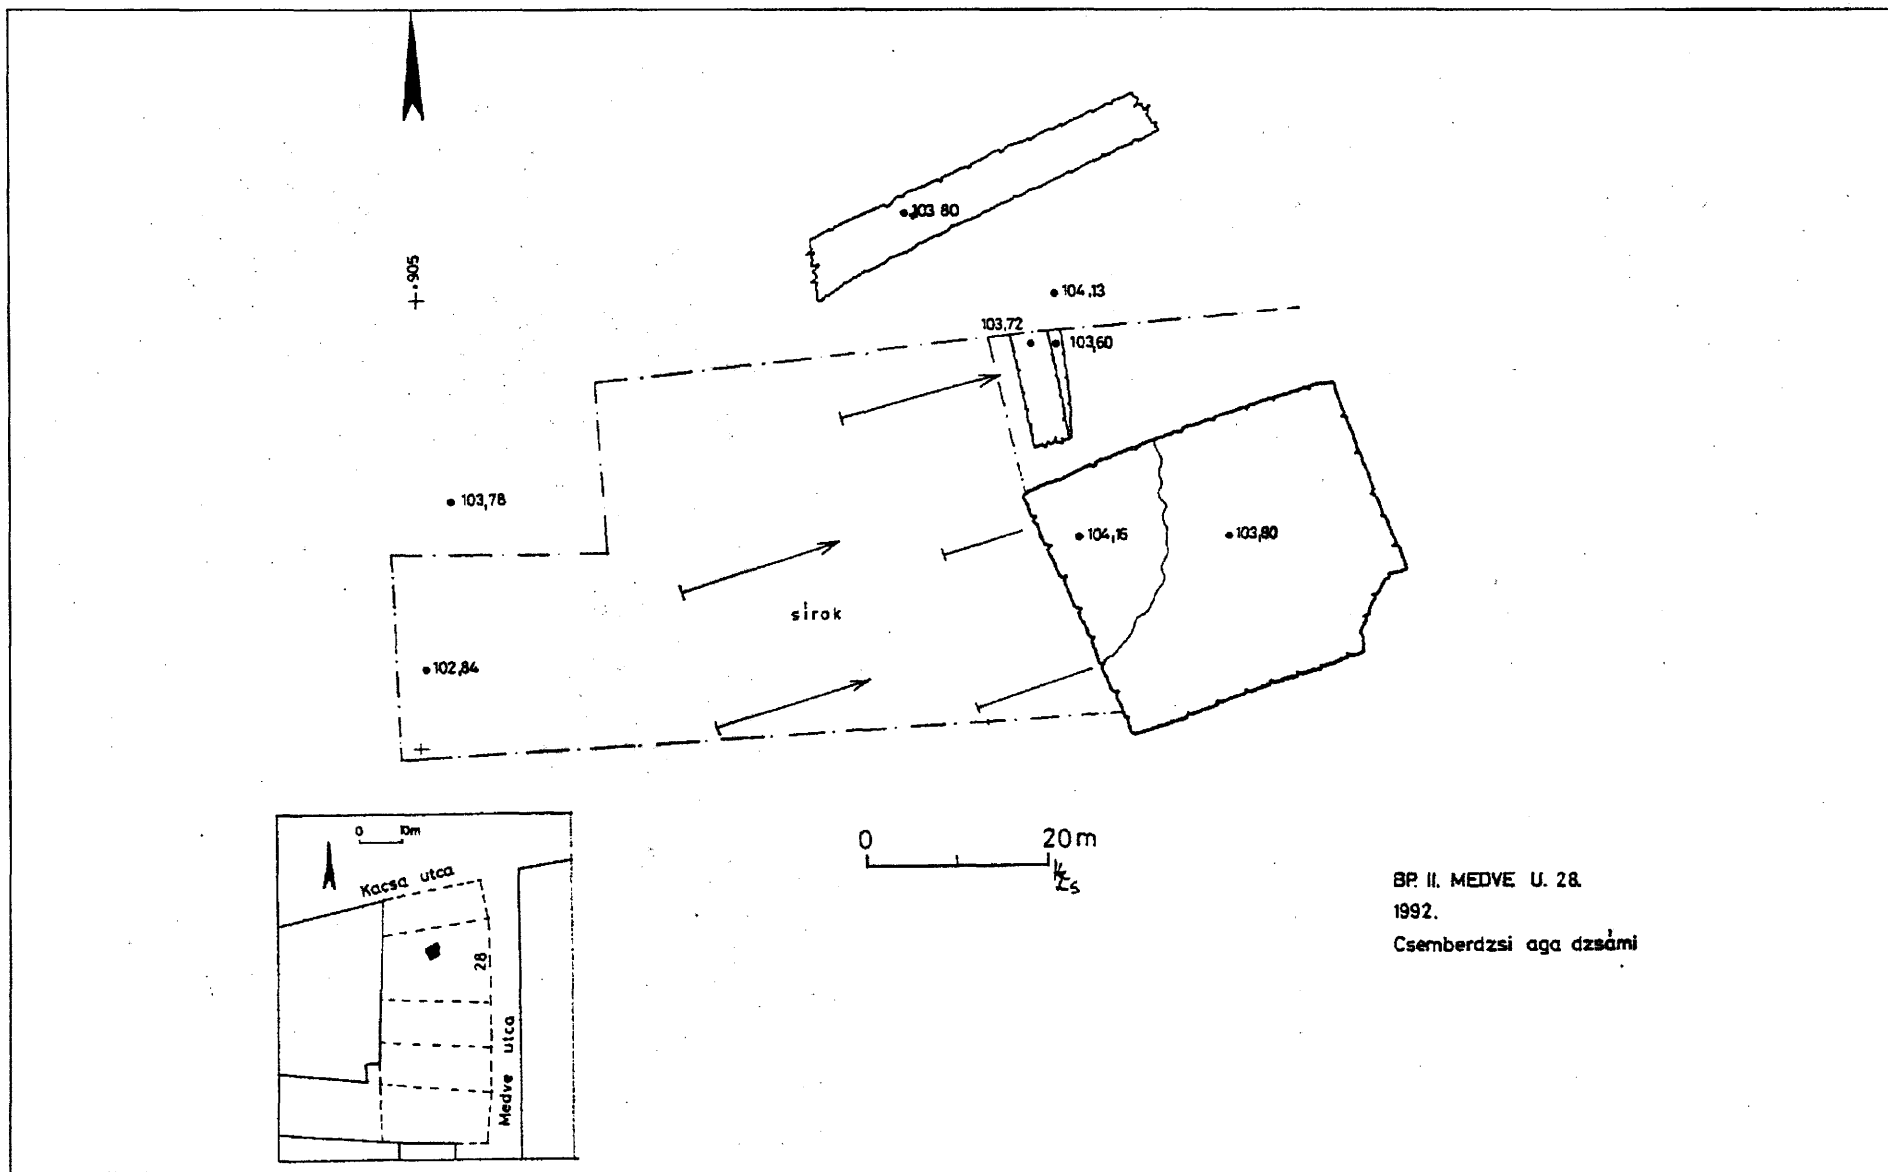 103 80
.905
104,13
103,72
103,60
103,78
104,15
103,80
sírok
102,84
0 10m
Kacsa utca
28
Medve utca
0 20m
BP. II. MEDVE U. 28.
1992.
Csemberdzsi aga dzsámi